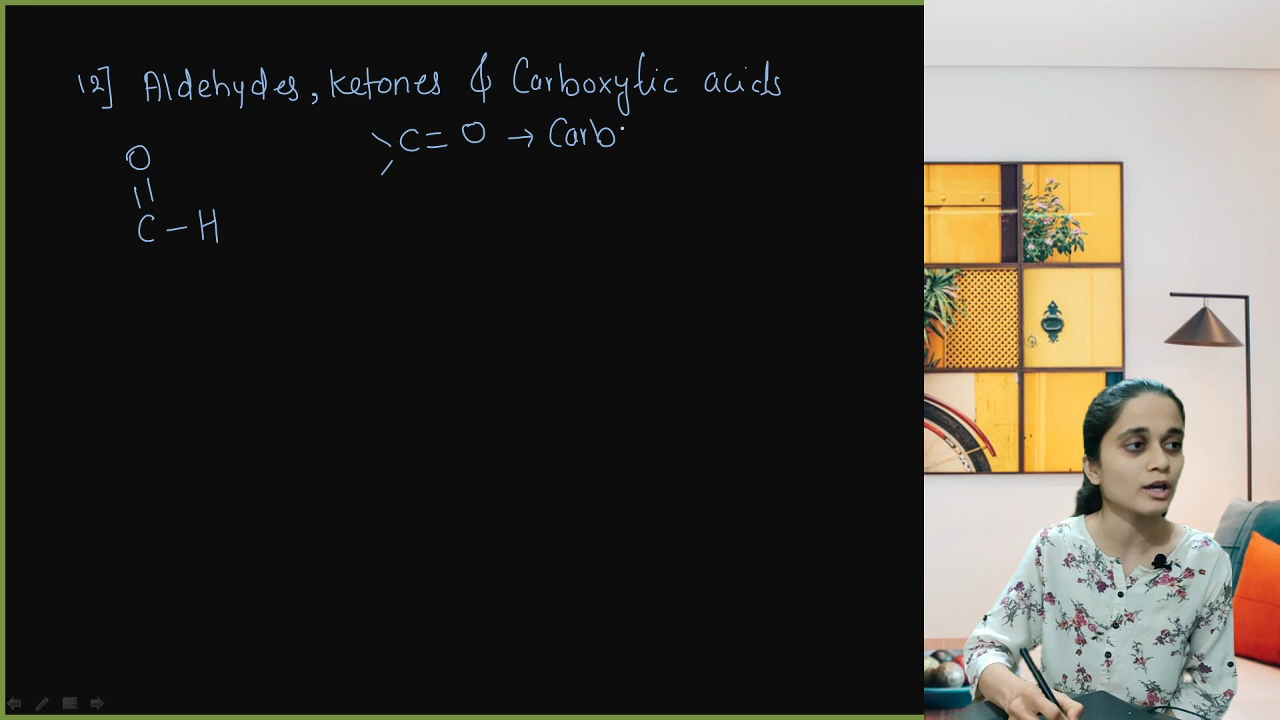 12] Aldehydes, ketones & Carboxylic acids
C = O → Carb
O
||
C - H